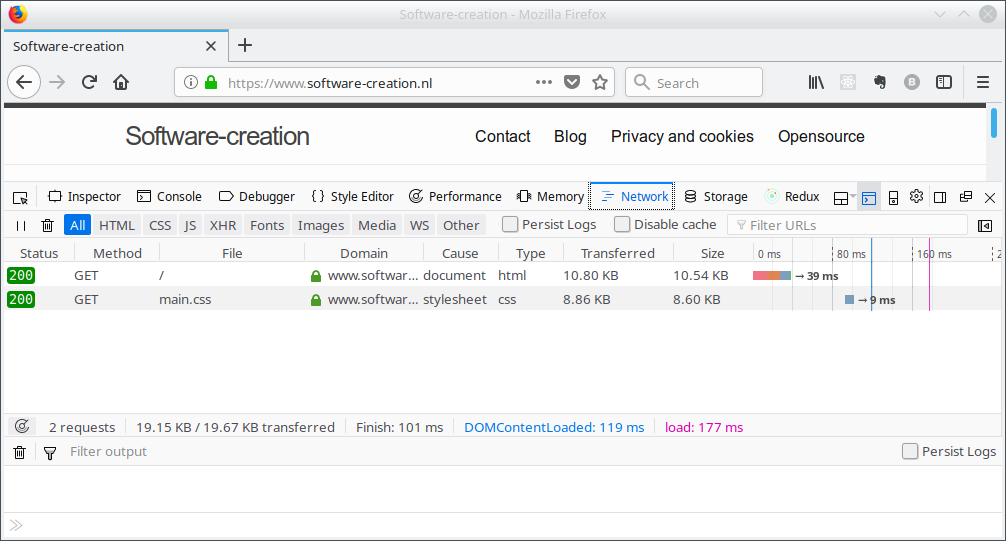 Software-creation - Mozilla Firefox
Software-creation
https://www.software-creation.nl Search
Software-creation Contact Blog Privacy and cookies Opensource
Inspector Console Debugger Style Editor Performance Memory Network Storage Redux
All HTML CSS JS XHR Fonts Images Media WS Other Persist Logs Disable cache Filter URLs
Status Method File Domain Cause Type Transferred Size 0 ms 80 ms 160 ms 2
200 GET / www.softwar... document html 10.80 KB 10.54 KB → 39 ms
200 GET main.css www.softwar... stylesheet css 8.86 KB 8.60 KB → 9 ms
2 requests 19.15 KB / 19.67 KB transferred Finish: 101 ms DOMContentLoaded: 119 ms load: 177 ms
Filter output Persist Logs